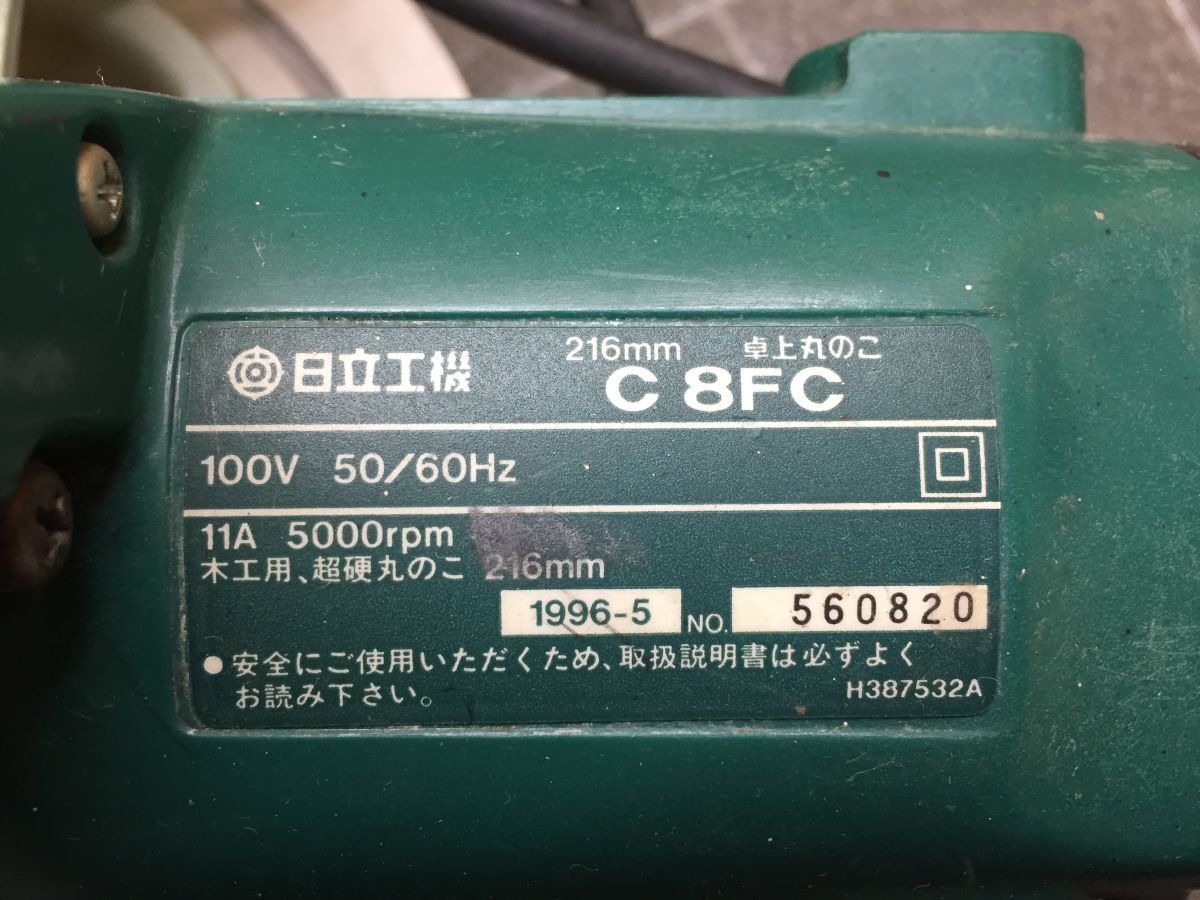 日立工機
216mm 卓上丸のこ
C 8FC
100V 50/60Hz
11A 5000rpm
木工用、超硬丸のこ 216mm
1996-5 NO. 560820
●安全にご使用いただくため、取扱説明書は必ずよく
お読み下さい。
H387532A